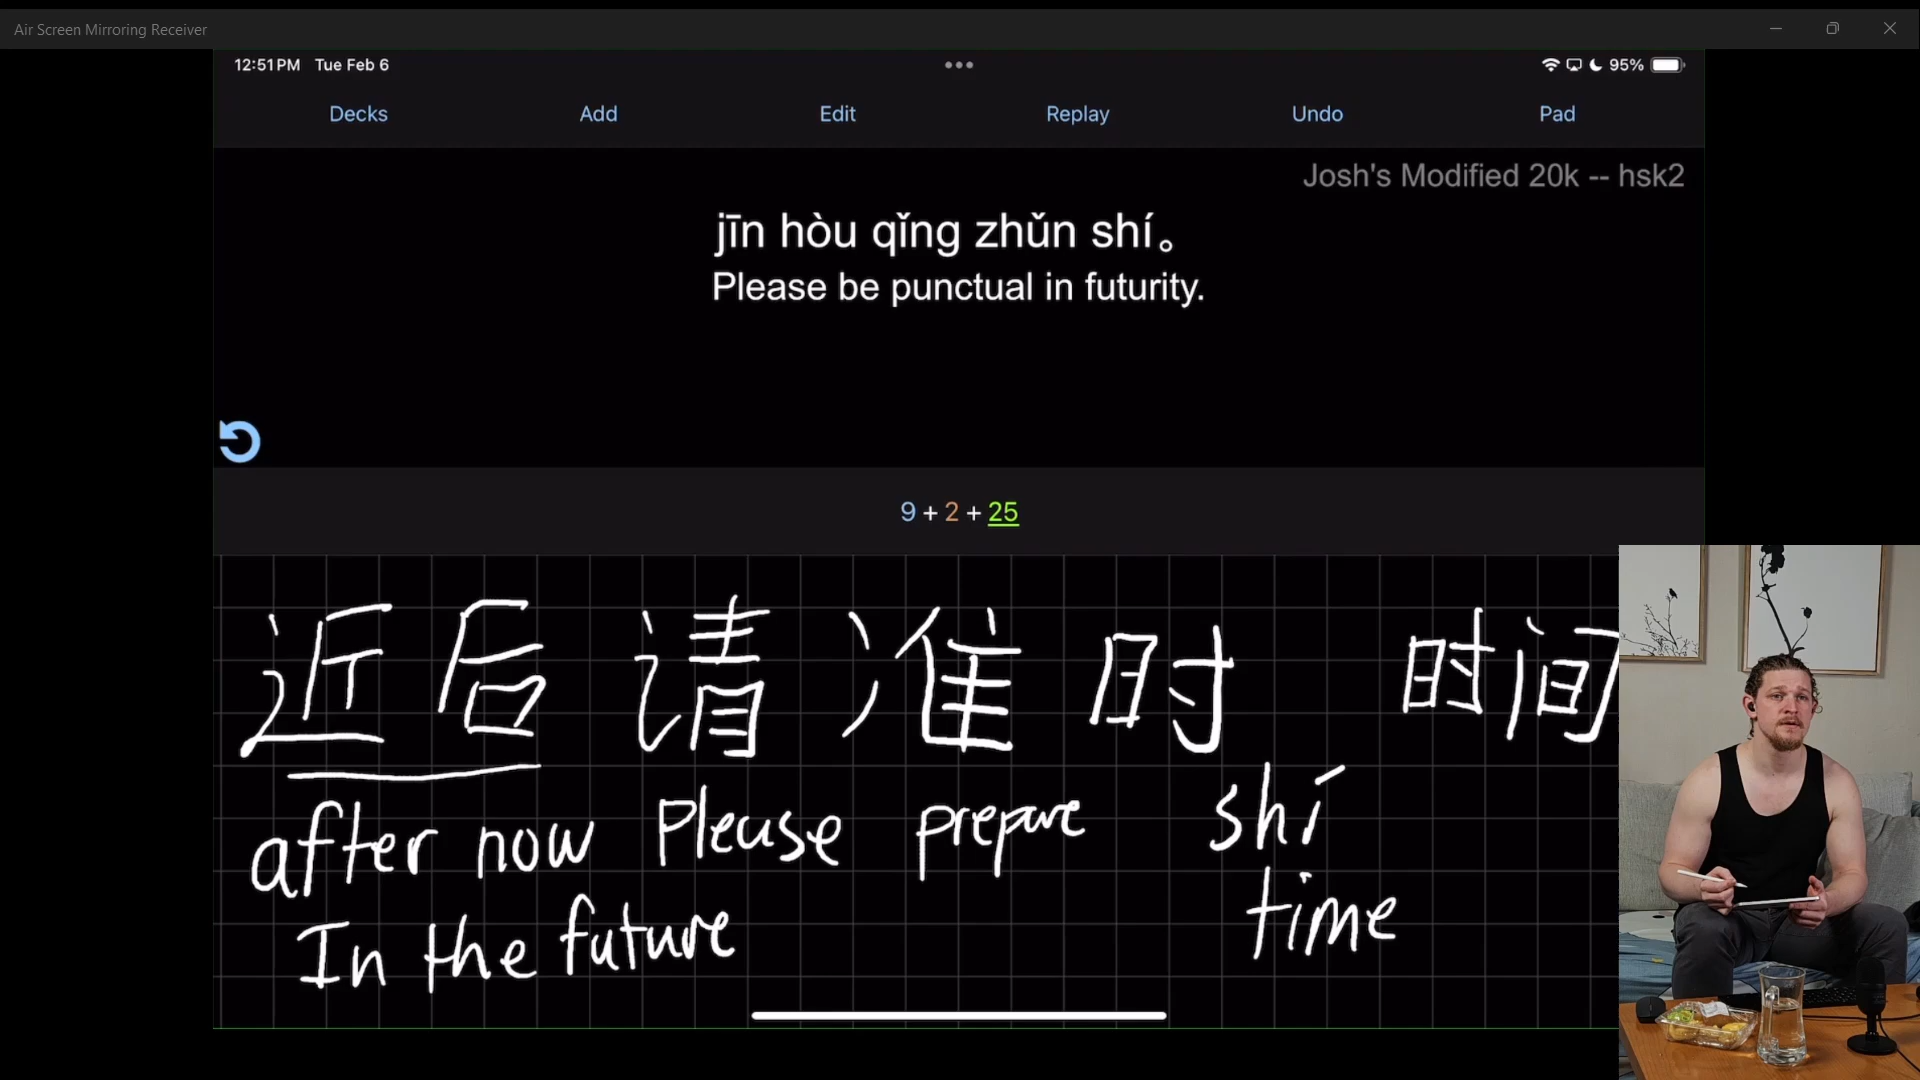 Air Screen Mirroring Receiver
12:51 PM Tue Feb 6
95%
Decks Add Edit Replay Undo Pad
Josh's Modified 20k -- hsk2
jīn hòu qǐng zhǔn shí。
Please be punctual in futurity.
9 + 2 + 25
近后 请 准 时 时间
after now Please prepare shí
In the future time